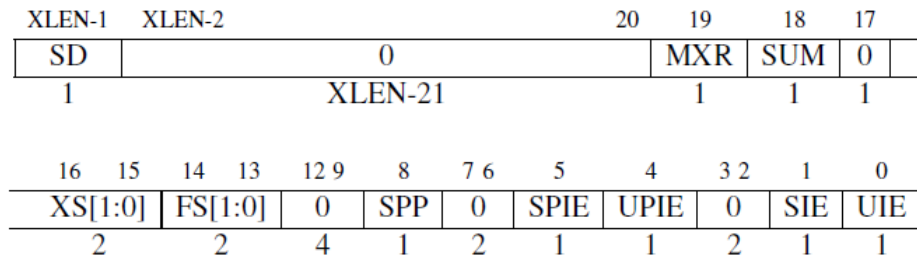 XLEN-1 XLEN-2 20 19 18 17
SD 0 MXR SUM 0
1 XLEN-21 1 1 1
16 15 14 13 12 9 8 7 6 5 4 3 2 1 0
XS[1:0] FS[1:0] 0 SPP 0 SPIE UPIE 0 SIE UIE
2 2 4 1 2 1 1 2 1 1